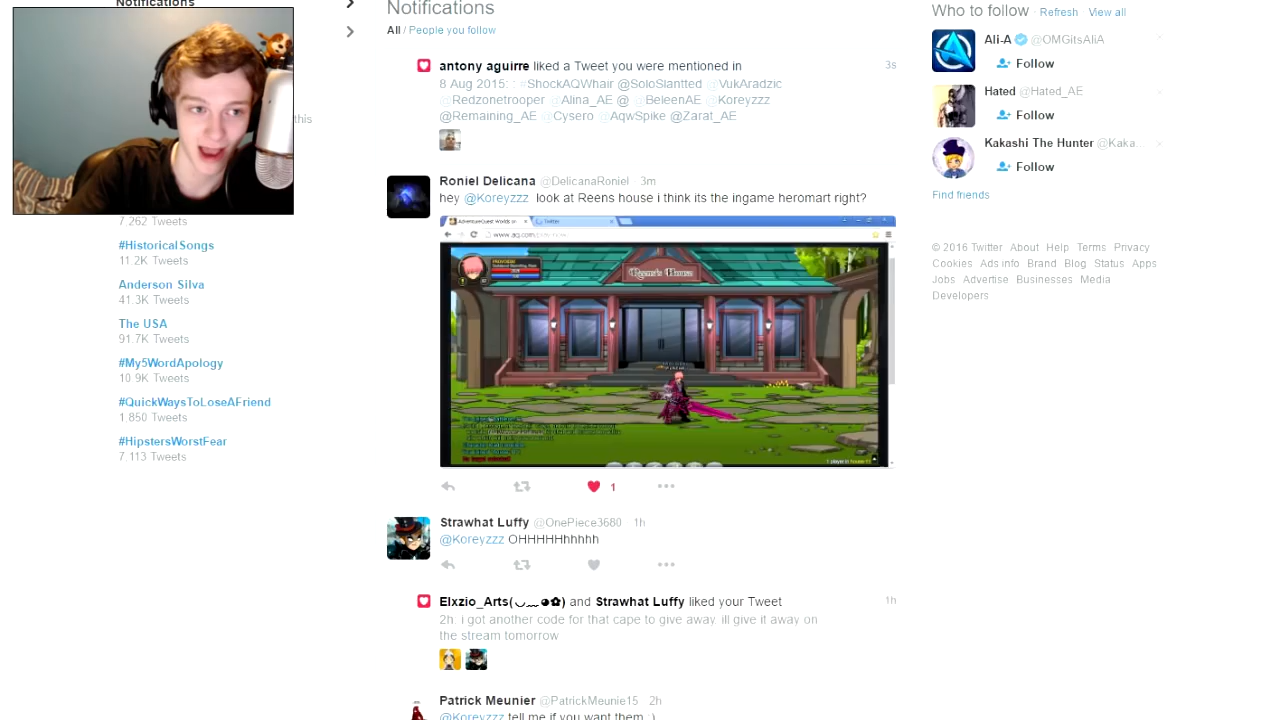 Notifications
this
7,262 Tweets
#HistoricalSongs
11.2K Tweets
Anderson Silva
41.3K Tweets
The USA
91.7K Tweets
#My5WordApology
10.9K Tweets
#QuickWaysToLoseAFriend
1,850 Tweets
#HipstersWorstFear
7,113 Tweets
Notifications
All / People you follow
antony aguirre liked a Tweet you were mentioned in 3s
8 Aug 2015: : #ShockAQWhair @SoloSlantted @VukAradzic
@Redzonetrooper @Alina_AE @ @BeleenAE @Koreyzzz
@Remaining_AE @Cysero @AqwSpike @Zarat_AE
Roniel Delicana @DelicanaRoniel 3m
hey @Koreyzzz look at Reens house i think its the ingame heromart right?
AdventureQuest Worlds Twitter
www.aq.com
House
Strawhat Luffy @OnePiece3680 1h
@Koreyzzz OHHHHHhhhhh
Elxzio_Arts(◡﹏◕✿) and Strawhat Luffy liked your Tweet 1h
2h: i got another code for that cape to give away. ill give it away on
the stream tomorrow
Patrick Meunier @PatrickMeunie15 2h
@Koreyzzz tell me if you want them :)
Who to follow · Refresh · View all
Ali-A @OMGitsAliA
Follow
Hated @Hated_AE
Follow
Kakashi The Hunter @Kaka...
Follow
Find friends
© 2016 Twitter About Help Terms Privacy
Cookies Ads info Brand Blog Status Apps
Jobs Advertise Businesses Media
Developers